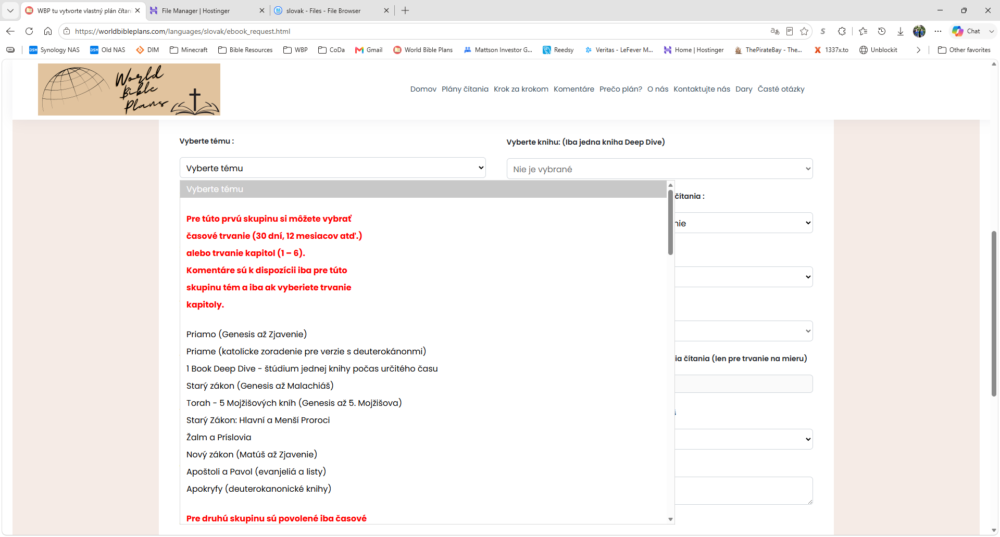 WBP tu vytvorte vlastný plán čítani
File Manager | Hostinger
slovak - Files - File Browser
https://worldbibleplans.com/languages/slovak/ebook_request.html
Chat
Synology NAS
Old NAS
DIM
Minecraft
Bible Resources
WBP
CoDa
Gmail
World Bible Plans
Mattson Investor G...
Reedsy
Veritas - LeFever M...
Home | Hostinger
ThePirateBay - The...
1337x.to
Unblockit
Other favorites
World
Bible
Plans
Domov Plány čítania Krok za krokom Komentáre Prečo plán? O nás Kontaktujte nás Dary Časté otázky
Vyberte tému :
Vyberte tému
Vyberte knihu: (Iba jedna kniha Deep Dive)
Nie je vybrané
Vyberte tému
Pre túto prvú skupinu si môžete vybrať
časové trvanie (30 dní, 12 mesiacov atď.)
alebo trvanie kapitol (1 – 6).
Komentáre sú k dispozícii iba pre túto
skupinu tém a iba ak vyberiete trvanie
kapitoly.
Priamo (Genesis až Zjavenie)
Priame (katolícke zoradenie pre verzie s deuterokánonmi)
1 Book Deep Dive - štúdium jednej knihy počas určitého času
Starý zákon (Genesis až Malachiáš)
Torah - 5 Mojžišových kníh (Genesis až 5. Mojžišova)
Starý Zákon: Hlavní a Menší Proroci
Žalm a Príslovia
Nový zákon (Matúš až Zjavenie)
Apoštoli a Pavol (evanjeliá a listy)
Apokryfy (deuterokanonické knihy)
Pre druhú skupinu sú povolené iba časové
čítania :
nie
ia čítania (len pre trvanie na mieru)